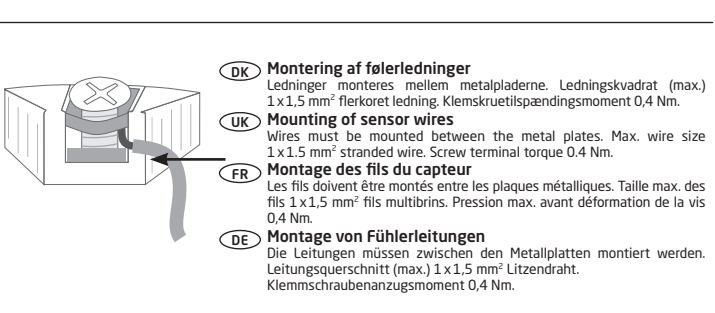 DK Montering af følerledninger
Ledninger monteres mellem metalpladerne. Ledningskvadrat (max.)
1 x 1,5 mm² flerkoret ledning. Klemskruetilspændingsmoment 0,4 Nm.
UK Mounting of sensor wires
Wires must be mounted between the metal plates. Max. wire size
1 x 1.5 mm² stranded wire. Screw terminal torque 0.4 Nm.
FR Montage des fils du capteur
Les fils doivent être montés entre les plaques métalliques. Taille max. des
fils 1 x 1,5 mm² fils multibrins. Pression max. avant déformation de la vis
0,4 Nm.
DE Montage von Fühlerleitungen
Die Leitungen müssen zwischen den Metallplatten montiert werden.
Leitungsquerschnitt (max.) 1 x 1,5 mm² Litzendraht.
Klemmschraubenanzugsmoment 0,4 Nm.